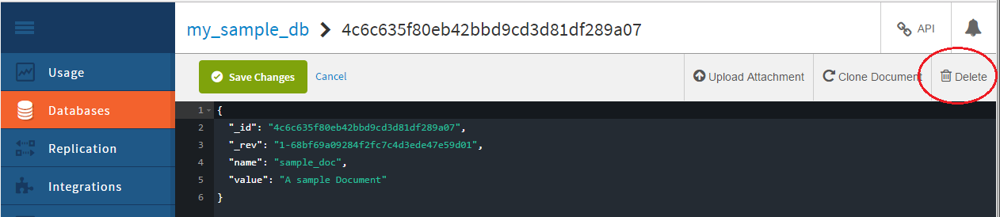 my_sample_db > 4c6c635f80eb42bbd9cd3d81df289a07
API
Usage
Databases
Replication
Integrations
Save Changes
Cancel
Upload Attachment
Clone Document
Delete
1 {
2 "_id": "4c6c635f80eb42bbd9cd3d81df289a07",
3 "_rev": "1-68bf69a09284f2fc7c4d3ede47e59d01",
4 "name": "sample_doc",
5 "value": "A sample Document"
6 }